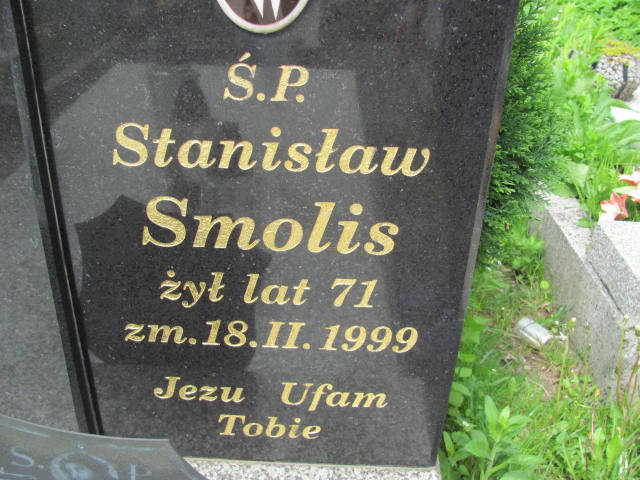 Ś.P.
Stanisław
Smolis
żył lat 71
zm.18.II.1999
Jezu Ufam
Tobie
S. P.